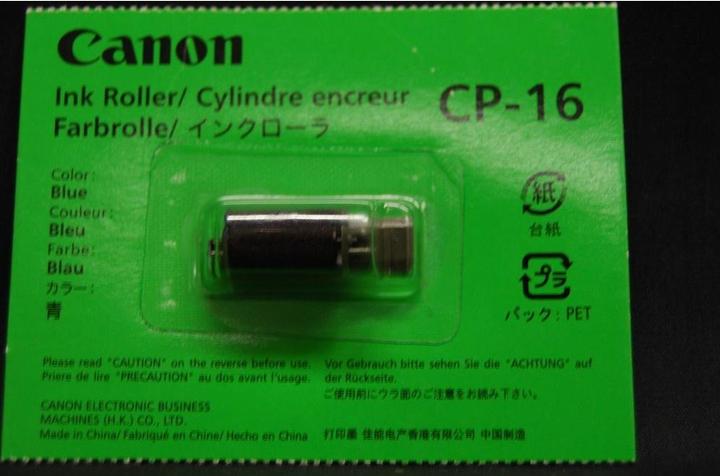 Canon
Ink Roller/ Cylindre encreur
CP-16
Farbrolle/ インクローラ
Color:
Blue
Couleur:
Bleu
Farbe:
Blau
カラー:
青
紙
台紙
プラ
パック: PET
Please read "CAUTION" on the reverse before use.
Priere de lire "PRECAUTION" au dos avant l'usage.
Vor Gebrauch bitte sehen Sie die "ACHTUNG" auf
der Rückseite.
ご使用前にウラ面のご注意をお読み下さい。
CANON ELECTRONIC BUSINESS
MACHINES (H.K.) CO., LTD.
Made in China/ Fabriqué en Chine/ Hecho en China
打印墨 佳能电产香港有限公司 中国制造